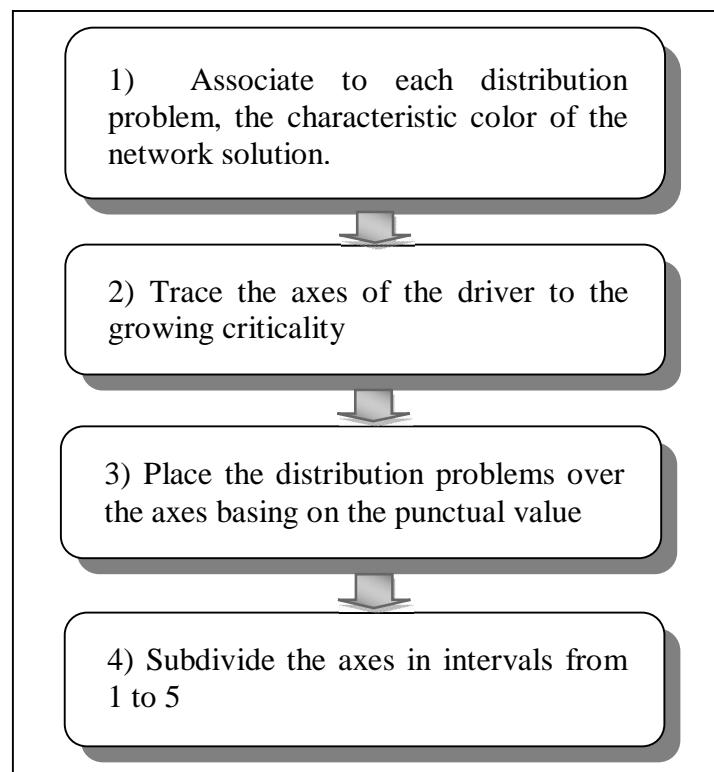 1) Associate to each distribution
problem, the characteristic color of the
network solution.
2) Trace the axes of the driver to the
growing criticality
3) Place the distribution problems over
the axes basing on the punctual value
4) Subdivide the axes in intervals from
1 to 5